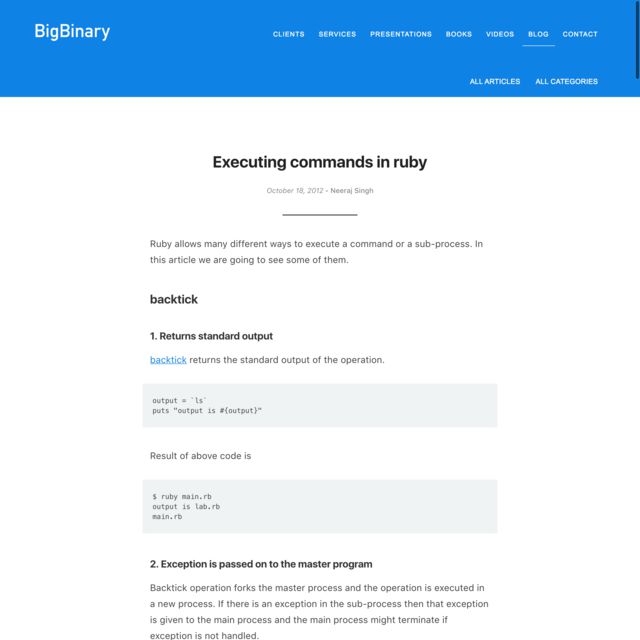 BigBinary
CLIENTS SERVICES PRESENTATIONS BOOKS VIDEOS BLOG CONTACT
ALL ARTICLES ALL CATEGORIES
Executing commands in ruby
October 18, 2012 - Neeraj Singh
Ruby allows many different ways to execute a command or a sub-process. In
this article we are going to see some of them.
backtick
1. Returns standard output
backtick returns the standard output of the operation.
output = `ls`
puts "output is #{output}"
Result of above code is
$ ruby main.rb
output is lab.rb
main.rb
2. Exception is passed on to the master program
Backtick operation forks the master process and the operation is executed in
a new process. If there is an exception in the sub-process then that exception
is given to the main process and the main process might terminate if
exception is not handled.